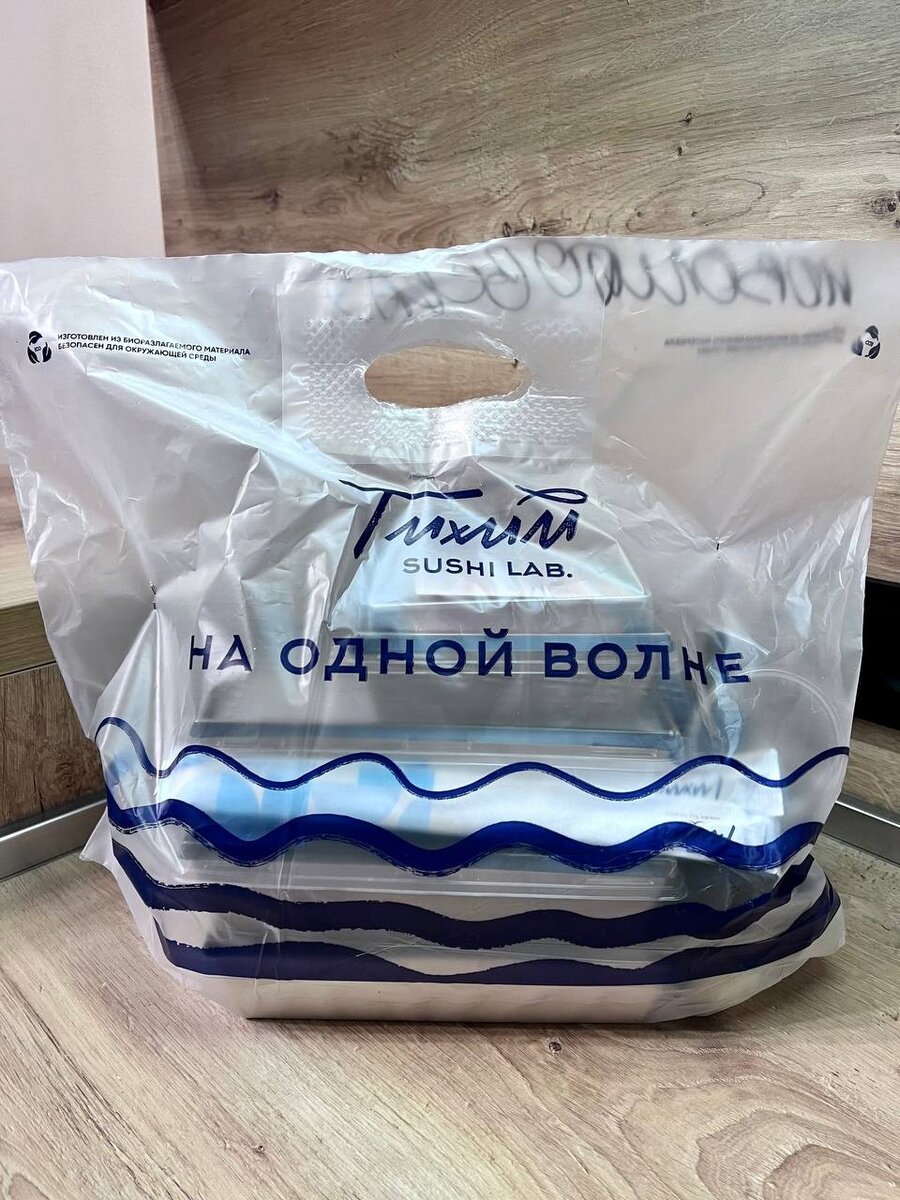 ИЗГОТОВЛЕН ИЗ БИОРАЗЛАГАЕМОГО МАТЕРИАЛА
БЕЗОПАСЕН ДЛЯ ОКРУЖАЮЩЕЙ СРЕДЫ
Тихий
SUSHI LAB.
НА ОДНОЙ ВОЛНЕ